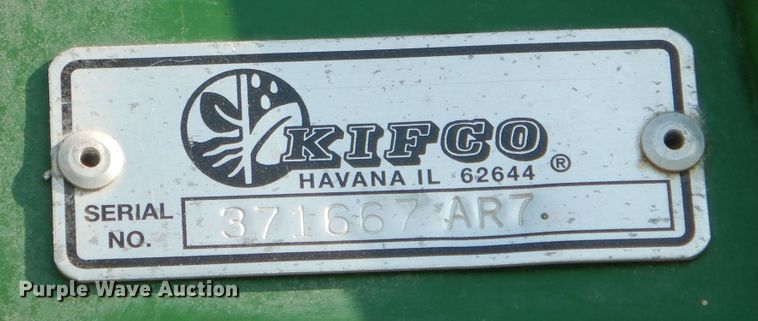 KIFCO
HAVANA IL 62644 ®
SERIAL NO. 371667 AR7
Purple Wave Auction